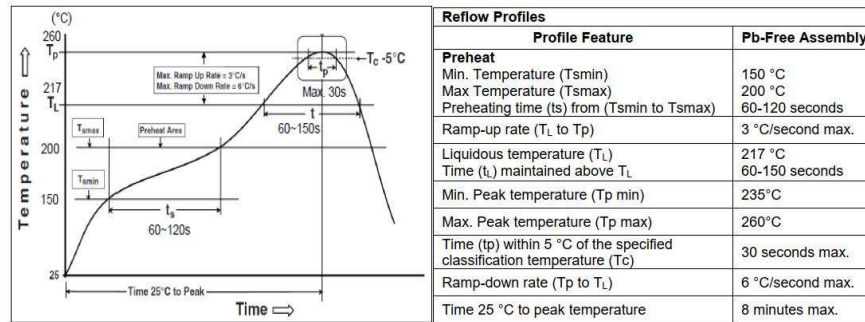 (°C)
260
Tp
Tc -5°C
tp
Max. Ramp Up Rate = 3°C/s
Max. Ramp Down Rate = 6°C/s
Max. 30s
217
TL
t
60~150s
Tsmax
Preheat Area
200
Tsmin
150
ts
60~120s
25
Temperature
Time 25°C to Peak
Time
Reflow Profiles
Profile Feature Pb-Free Assembly
Preheat
Min. Temperature (Tsmin) 150 °C
Max Temperature (Tsmax) 200 °C
Preheating time (ts) from (Tsmin to Tsmax) 60-120 seconds
Ramp-up rate (TL to Tp) 3 °C/second max.
Liquidous temperature (TL) 217 °C
Time (tL) maintained above TL 60-150 seconds
Min. Peak temperature (Tp min) 235°C
Max. Peak temperature (Tp max) 260°C
Time (tp) within 5 °C of the specified
classification temperature (Tc) 30 seconds max.
Ramp-down rate (Tp to TL) 6 °C/second max.
Time 25 °C to peak temperature 8 minutes max.